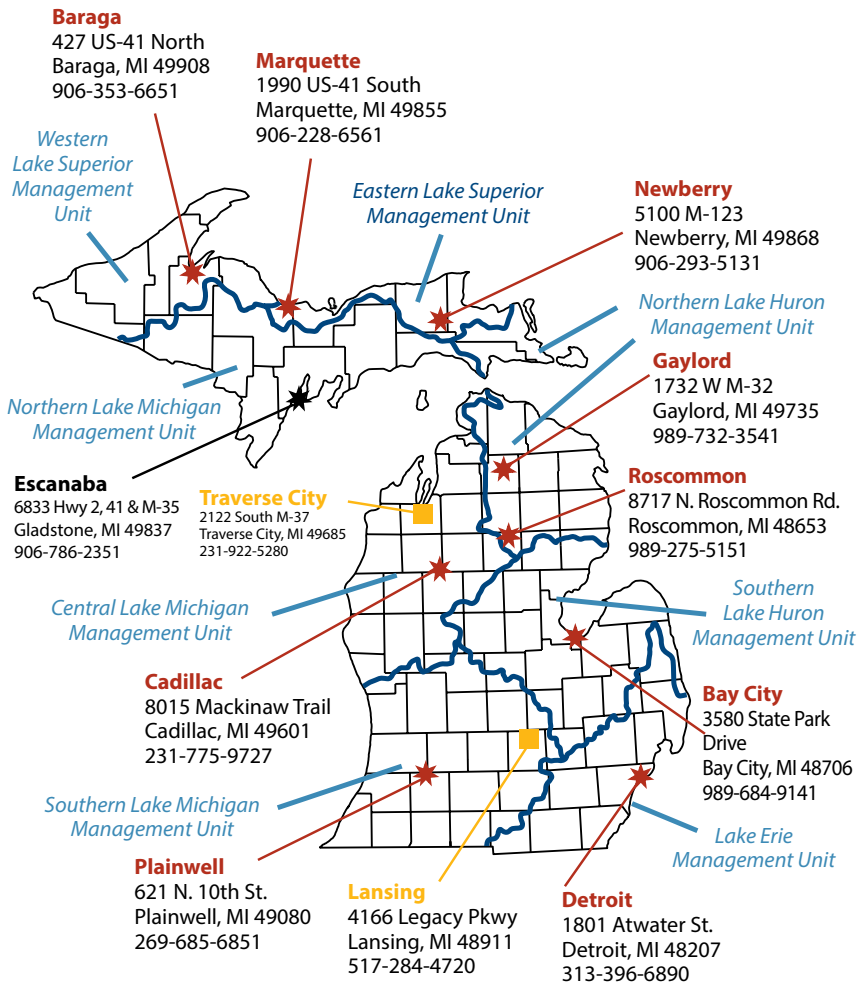 Baraga
427 US-41 North
Baraga, MI 49908
906-353-6651
Marquette
1990 US-41 South
Marquette, MI 49855
906-228-6561
Western
Lake Superior
Management
Unit
Eastern Lake Superior
Management Unit
Newberry
5100 M-123
Newberry, MI 49868
906-293-5131
Northern Lake Huron
Management Unit
Gaylord
1732 W M-32
Gaylord, MI 49735
989-732-3541
Northern Lake Michigan
Management Unit
Escanaba
6833 Hwy 2, 41 & M-35
Gladstone, MI 49837
906-786-2351
Traverse City
2122 South M-37
Traverse City, MI 49685
231-922-5280
Roscommon
8717 N. Roscommon Rd.
Roscommon, MI 48653
989-275-5151
Central Lake Michigan
Management Unit
Southern
Lake Huron
Management Unit
Cadillac
8015 Mackinaw Trail
Cadillac, MI 49601
231-775-9727
Bay City
3580 State Park
Drive
Bay City, MI 48706
989-684-9141
Southern Lake Michigan
Management Unit
Lake Erie
Management Unit
Plainwell
621 N. 10th St.
Plainwell, MI 49080
269-685-6851
Lansing
4166 Legacy Pkwy
Lansing, MI 48911
517-284-4720
Detroit
1801 Atwater St.
Detroit, MI 48207
313-396-6890